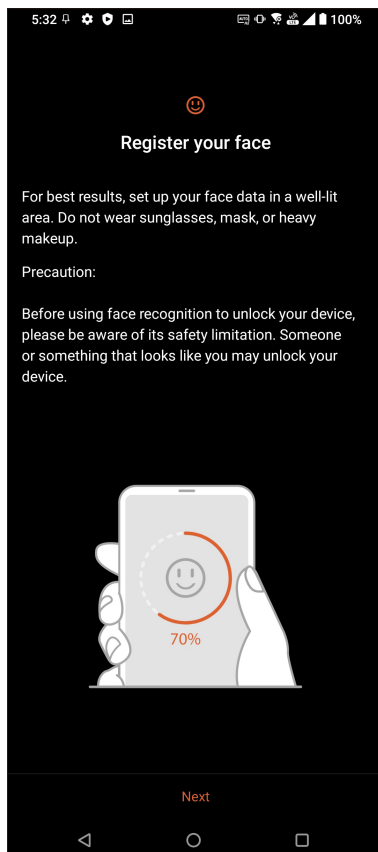 5:32
100%
Register your face
For best results, set up your face data in a well-lit
area. Do not wear sunglasses, mask, or heavy
makeup.
Precaution:
Before using face recognition to unlock your device,
please be aware of its safety limitation. Someone
or something that looks like you may unlock your
device.
70%
Next